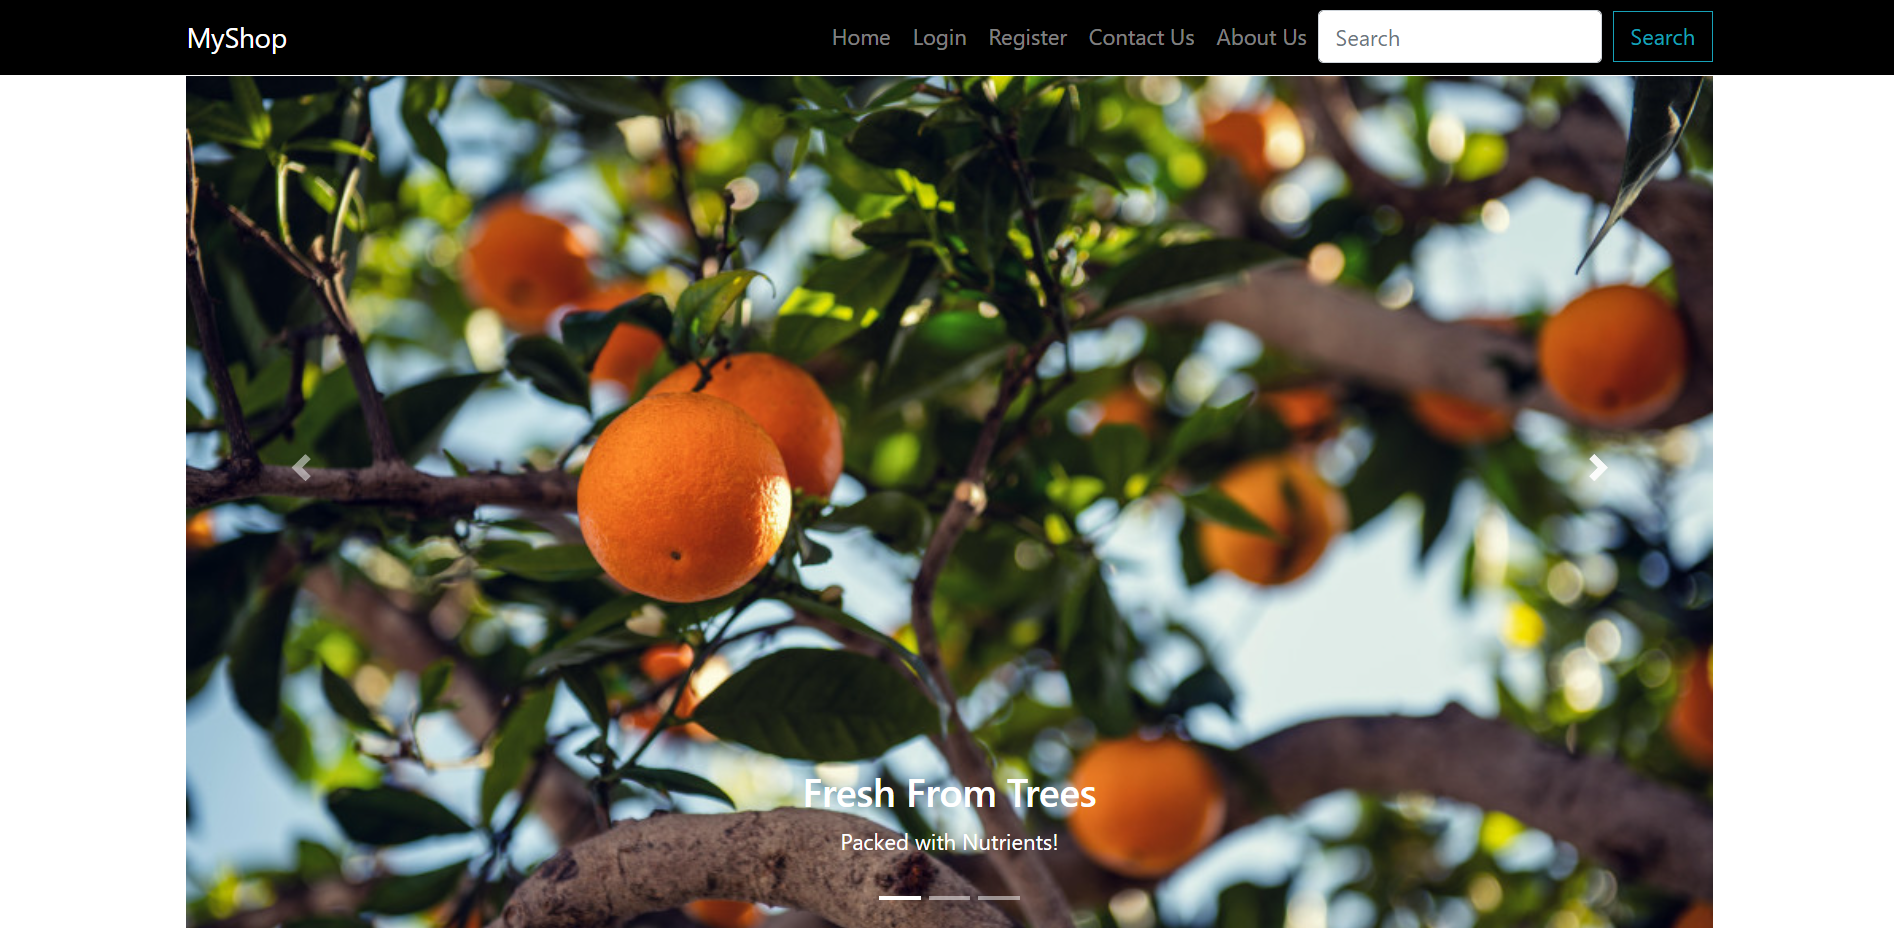 MyShop
Home Login Register Contact Us About Us Search Search
Fresh From Trees
Packed with Nutrients!